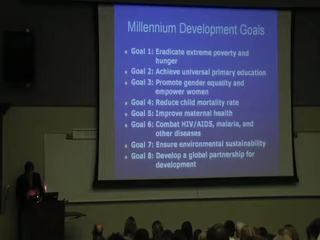 Millennium Development Goals
• Goal 1: Eradicate extreme poverty and
hunger
• Goal 2: Achieve universal primary education
• Goal 3: Promote gender equality and
empower women
• Goal 4: Reduce child mortality rate
• Goal 5: Improve maternal health
• Goal 6: Combat HIV/AIDS, malaria, and
other diseases
• Goal 7: Ensure environmental sustainability
• Goal 8: Develop a global partnership for
development